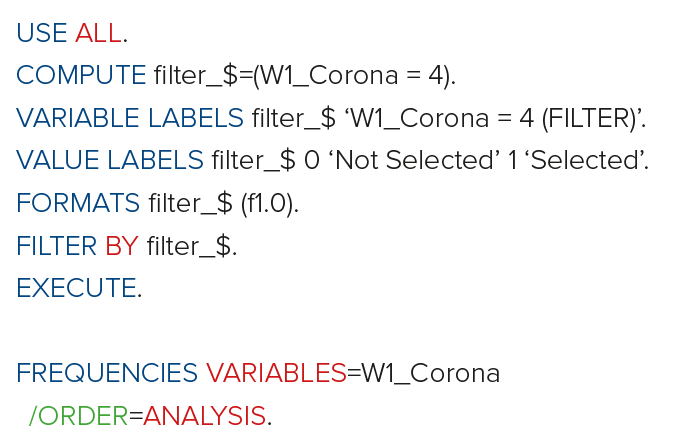 USE ALL.
COMPUTE filter_$=(W1_Corona = 4).
VARIABLE LABELS filter_$ ‘W1_Corona = 4 (FILTER)’.
VALUE LABELS filter_$ 0 ‘Not Selected’ 1 ‘Selected’.
FORMATS filter_$ (f1.0).
FILTER BY filter_$.
EXECUTE.
FREQUENCIES VARIABLES=W1_Corona
/ORDER=ANALYSIS.